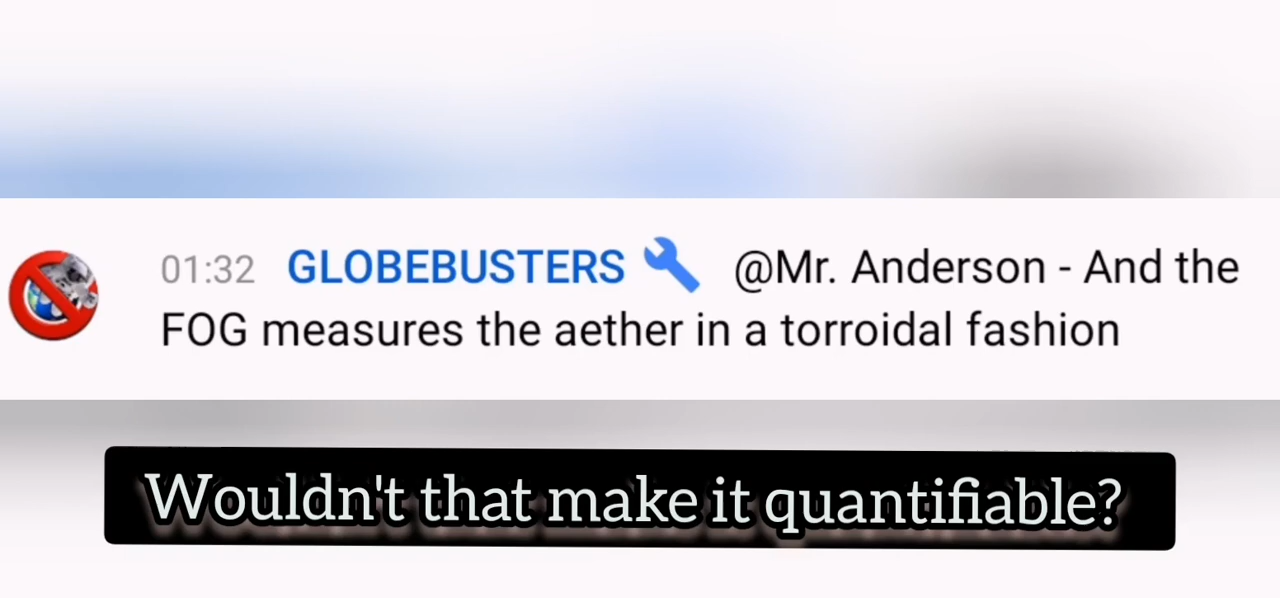 01:32 GLOBEBUSTERS @Mr. Anderson - And the
FOG measures the aether in a torroidal fashion
Wouldn't that make it quantifiable?